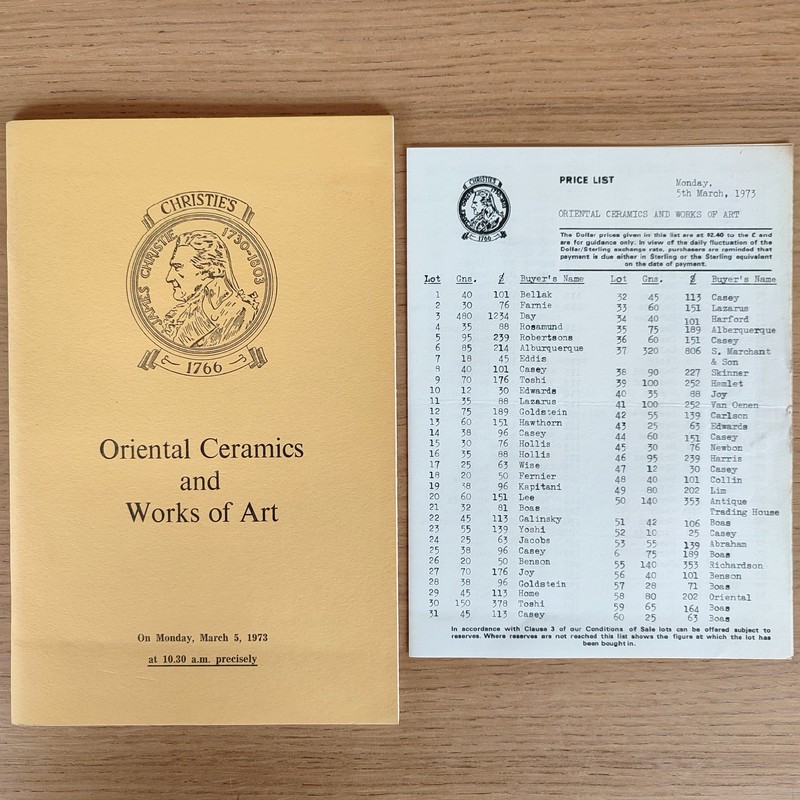 CHRISTIE'S
JAMES CHRISTIE 1730-1803
1766
Oriental Ceramics
and
Works of Art
On Monday, March 5, 1973
at 10.30 a.m. precisely
CHRISTIE'S
1766
PRICE LIST
Monday,
5th March, 1973
ORIENTAL CERAMICS AND WORKS OF ART
The Dollar prices given in this list are at $2.40 to the £ and
are for guidance only. In view of the daily fluctuation of the
Dollar/Sterling exchange rate, purchasers are reminded that
payment is due either in Sterling or the Sterling equivalent
on the date of payment.
Lot Gns. $ Buyer's Name
1 40 101 Bellak
2 30 76 Farnie
3 480 1234 Day
4 35 88 Rosamund
5 95 239 Robertsons
6 85 214 Alburquerque
7 18 45 Eddis
8 40 101 Casey
9 70 176 Toshi
10 12 30 Edwards
11 35 88 Lazarus
12 75 189 Goldstein
13 60 151 Hawthorn
14 38 96 Casey
15 30 76 Hollis
16 35 88 Hollis
17 25 63 Wise
18 20 50 Fernier
19 38 96 Kapitani
20 60 151 Lee
21 32 81 Boas
22 45 113 Galinsky
23 55 139 Yoshi
24 25 63 Jacobs
25 38 96 Casey
26 20 50 Benson
27 70 176 Joy
28 38 96 Goldstein
29 45 113 Home
30 150 378 Toshi
31 45 113 Casey
Lot Gns. $ Buyer's Name
32 45 113 Casey
33 60 151 Lazarus
34 40 101 Harford
35 75 189 Alberquerque
36 60 151 Casey
37 320 806 S. Marchant
& Son
38 90 227 Skinner
39 100 252 Hamlet
40 35 88 Joy
41 100 252 Van Oenen
42 55 139 Carlson
43 25 63 Edwards
44 60 151 Casey
45 30 76 Newbon
46 95 239 Harris
47 12 30 Casey
48 40 101 Collin
49 80 202 Lim
50 140 353 Antique
Trading House
51 42 106 Boas
52 10 25 Casey
53 55 139 Abraham
6 75 189 Boas
55 140 353 Richardson
56 40 101 Benson
57 28 71 Boas
58 80 202 Oriental
59 65 164 Boas
60 25 63 Boas
In accordance with Clause 3 of our Conditions of Sale lots can be offered subject to
reserves. Where reserves are not reached this list shows the figure at which the lot has
been bought in.